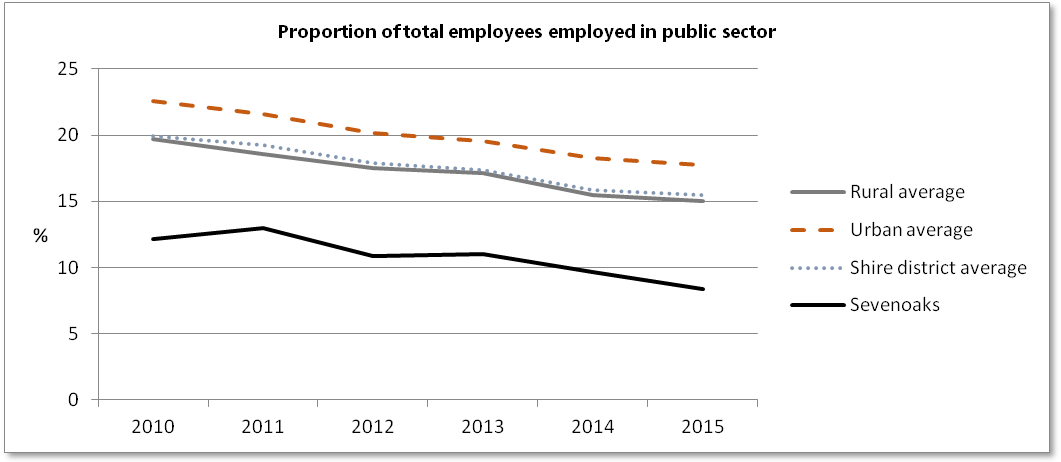 Proportion of total employees employed in public sector
25
20
15
10
5
0
%
2010 2011 2012 2013 2014 2015
Rural average
Urban average
Shire district average
Sevenoaks